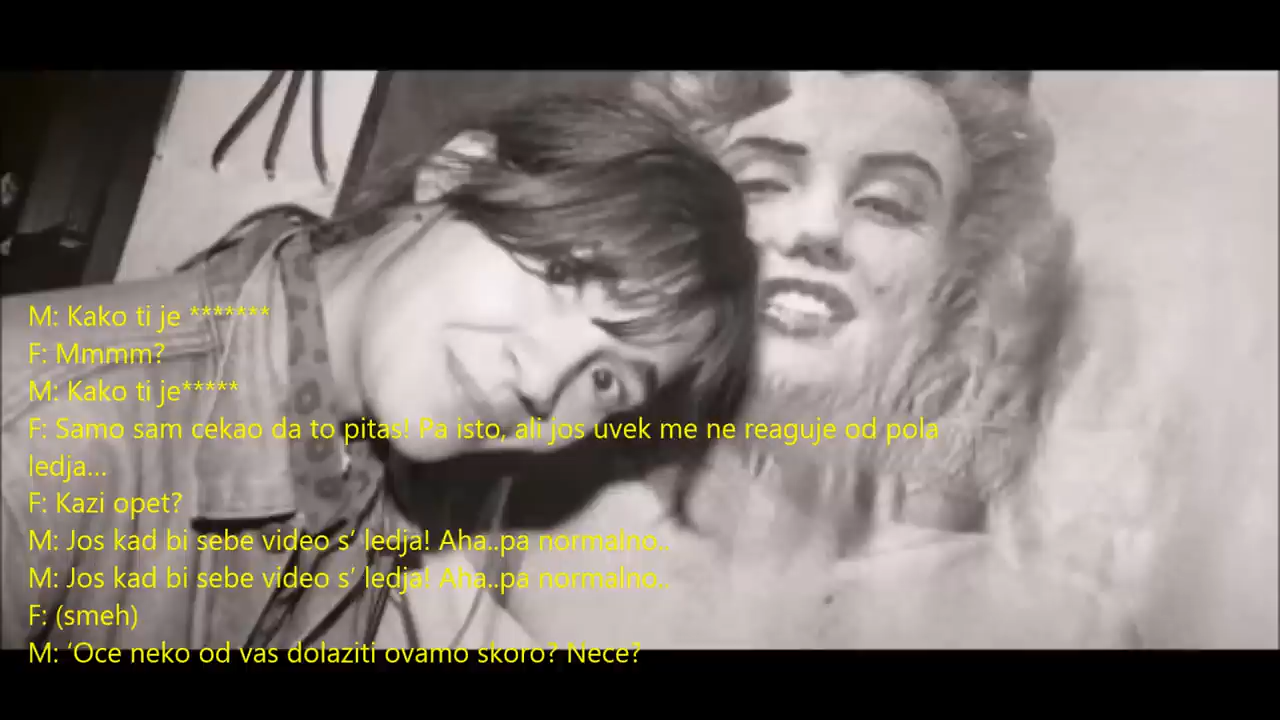 M: Kako ti je *******
F: Mmmm?
M: Kako ti je*****
F: Samo sam cekao da to pitas! Pa isto, ali jos uvek me ne reaguje od pola
ledja...
F: Kazi opet?
M: Jos kad bi sebe video s’ ledja! Aha..pa normalno..
M: Jos kad bi sebe video s’ ledja! Aha..pa normalno..
F: (smeh)
M: ‘Oce neko od vas dolaziti ovamo skoro? Nece?